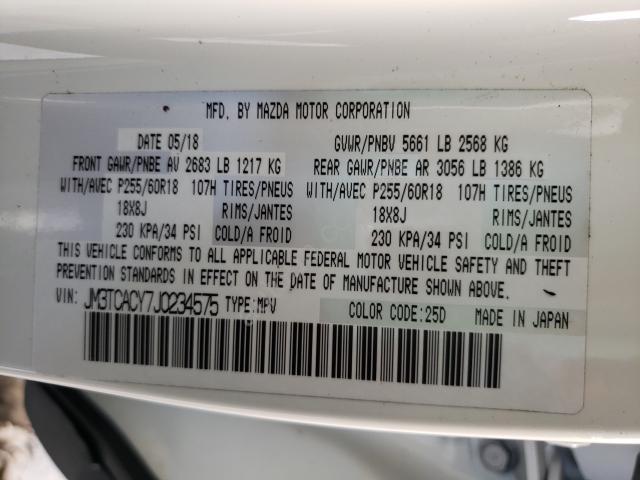 MFD. BY MAZDA MOTOR CORPORATION
DATE 05/18 GVWR/PNBV 5661 LB 2568 KG
FRONT GAWR/PNBE AV 2683 LB 1217 KG REAR GAWR/PNBE AR 3056 LB 1386 KG
WITH/AVEC P255/60R18 107H TIRES/PNEUS WITH/AVEC P255/60R18 107H TIRES/PNEUS
18X8J RIMS/JANTES 18X8J RIMS/JANTES
230 KPA/34 PSI COLD/A FROID 230 KPA/34 PSI COLD/A FROID
THIS VEHICLE CONFORMS TO ALL APPLICABLE FEDERAL MOTOR VEHICLE SAFETY AND THEFT
PREVENTION STANDARDS IN EFFECT ON THE DATE OF MANUFACTURE SHOWN ABOVE.
VIN: JM3TCACY7J0234575 TYPE:MPV COLOR CODE:25D MADE IN JAPAN